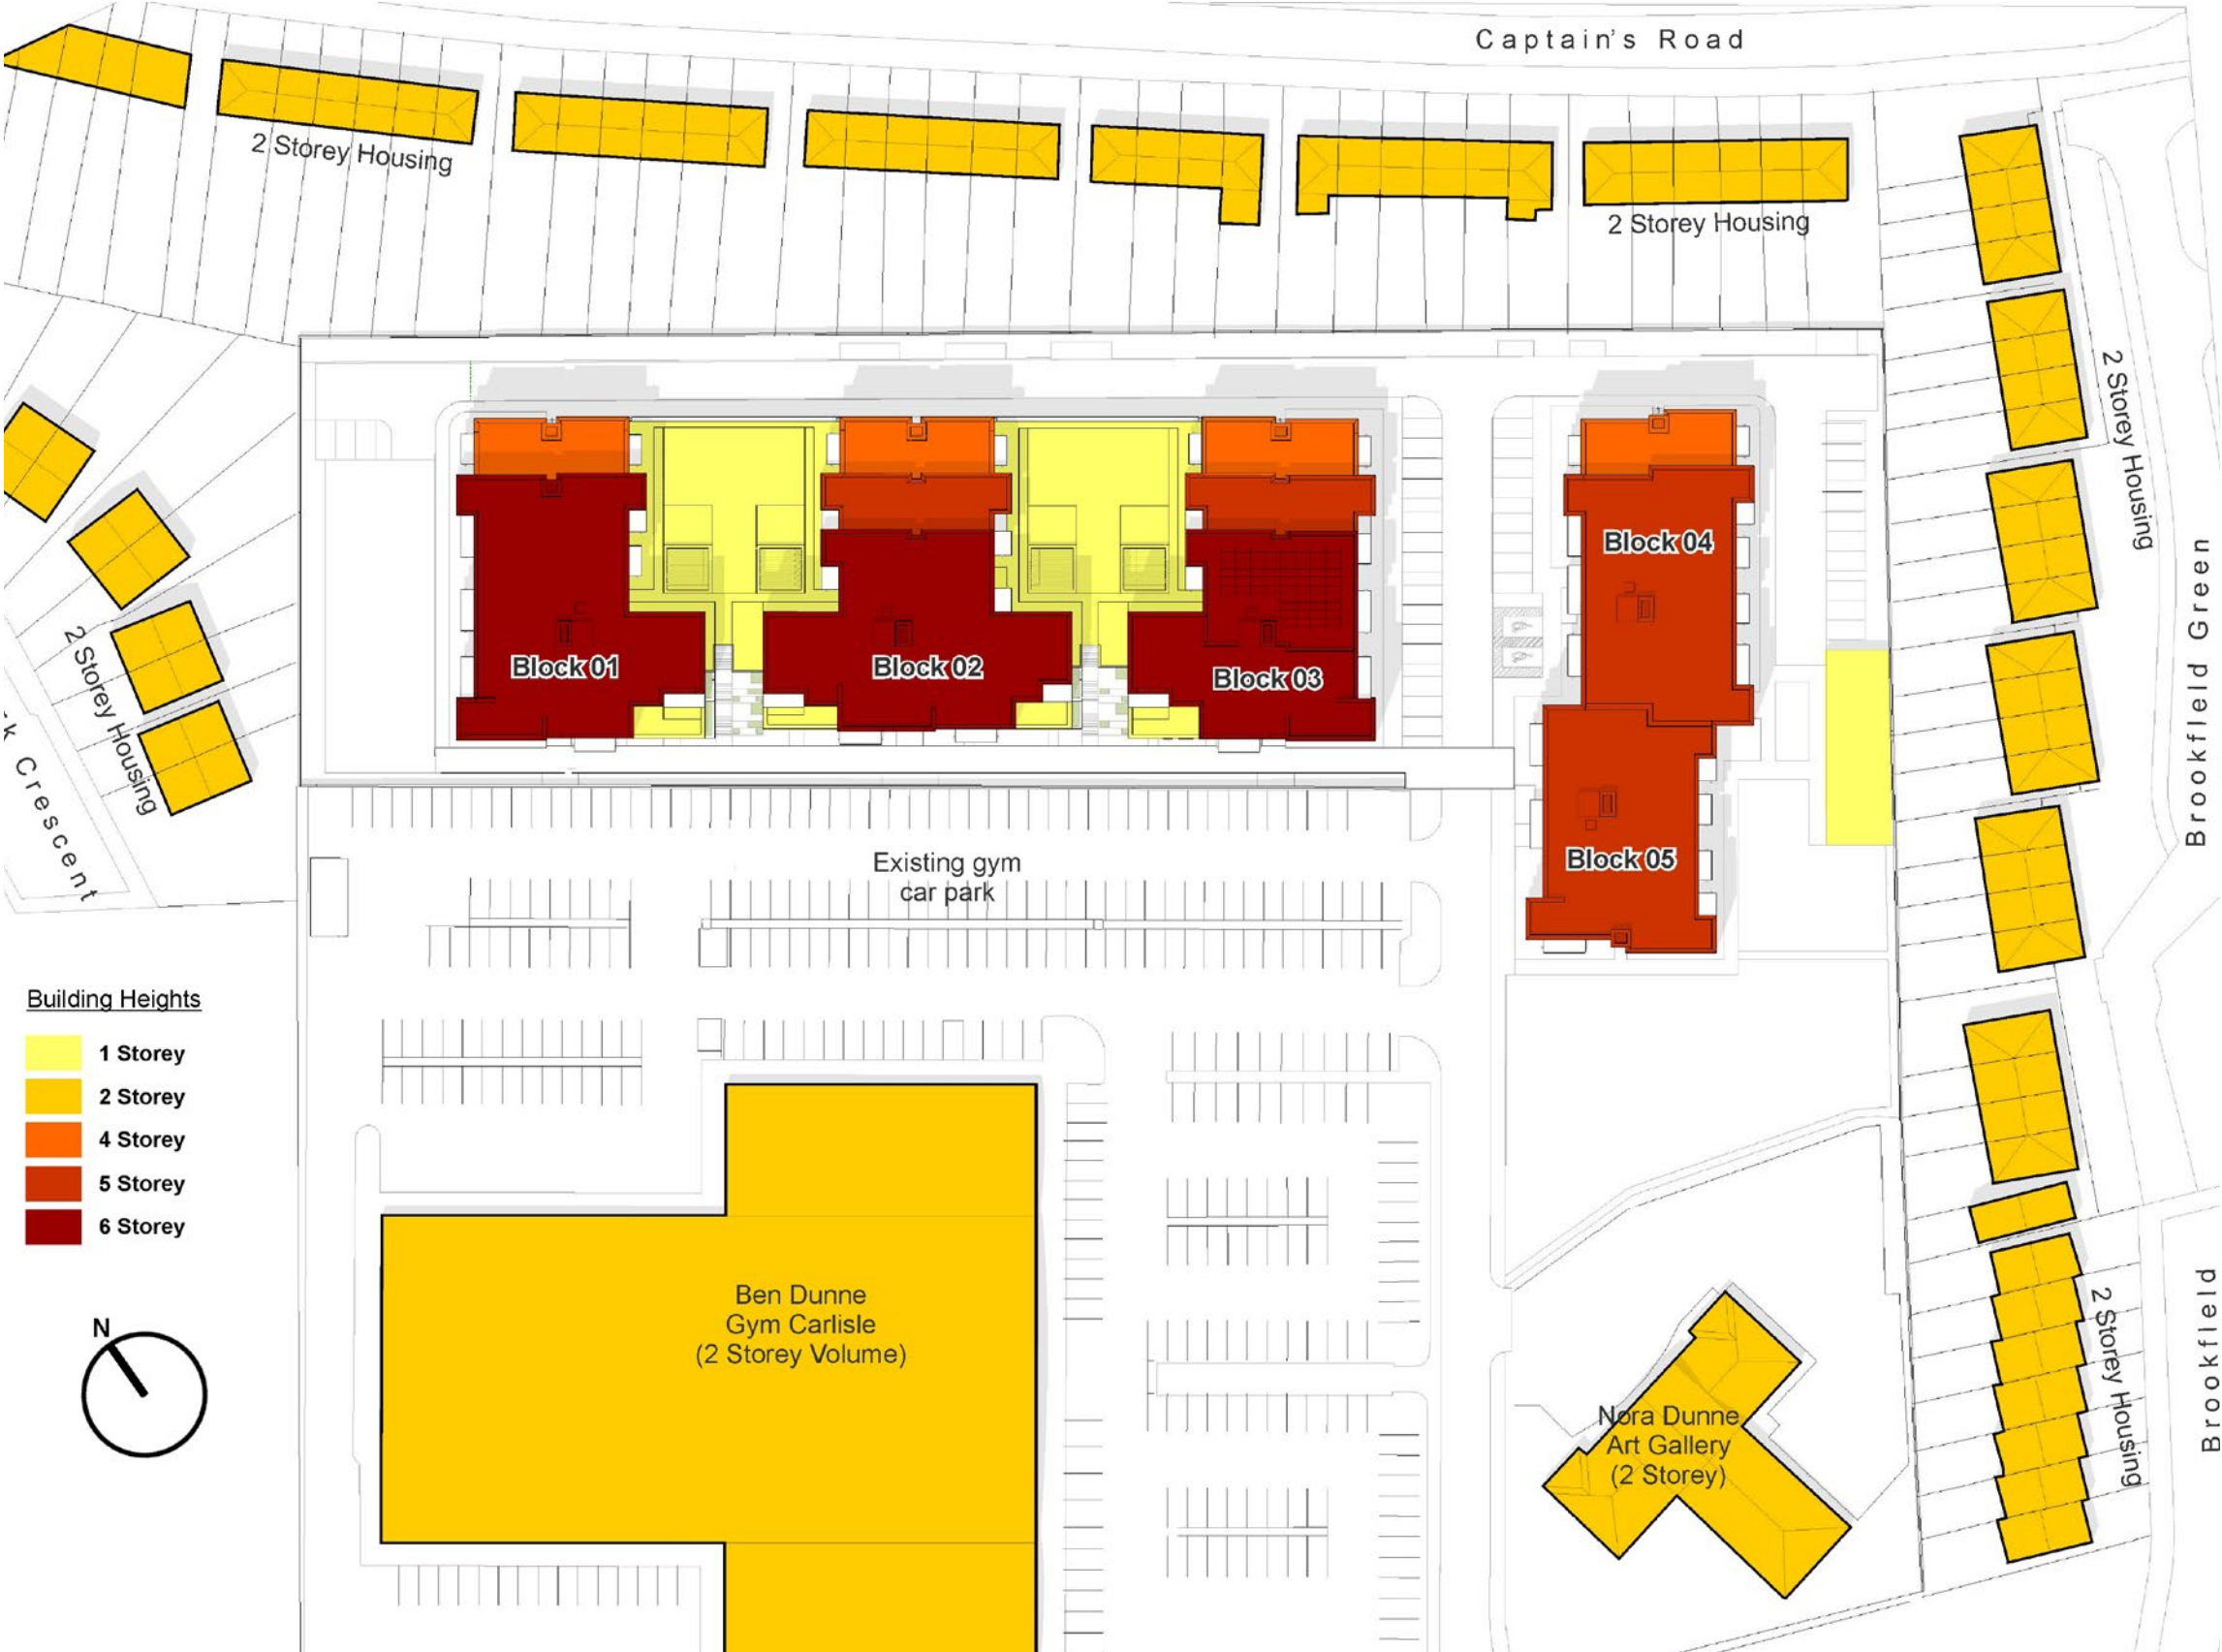 Captain's Road
2 Storey Housing
2 Storey Housing
2 Storey Housing
Brookfield Green
Block 04
Block 01
Block 02
Block 03
2 Storey Housing
k Crescent
Block 05
Existing gym
car park
Building Heights
1 Storey
2 Storey
4 Storey
5 Storey
6 Storey
N
Ben Dunne
Gym Carlisle
(2 Storey Volume)
Nora Dunne
Art Gallery
(2 Storey)
2 Storey Housing
Brookfield